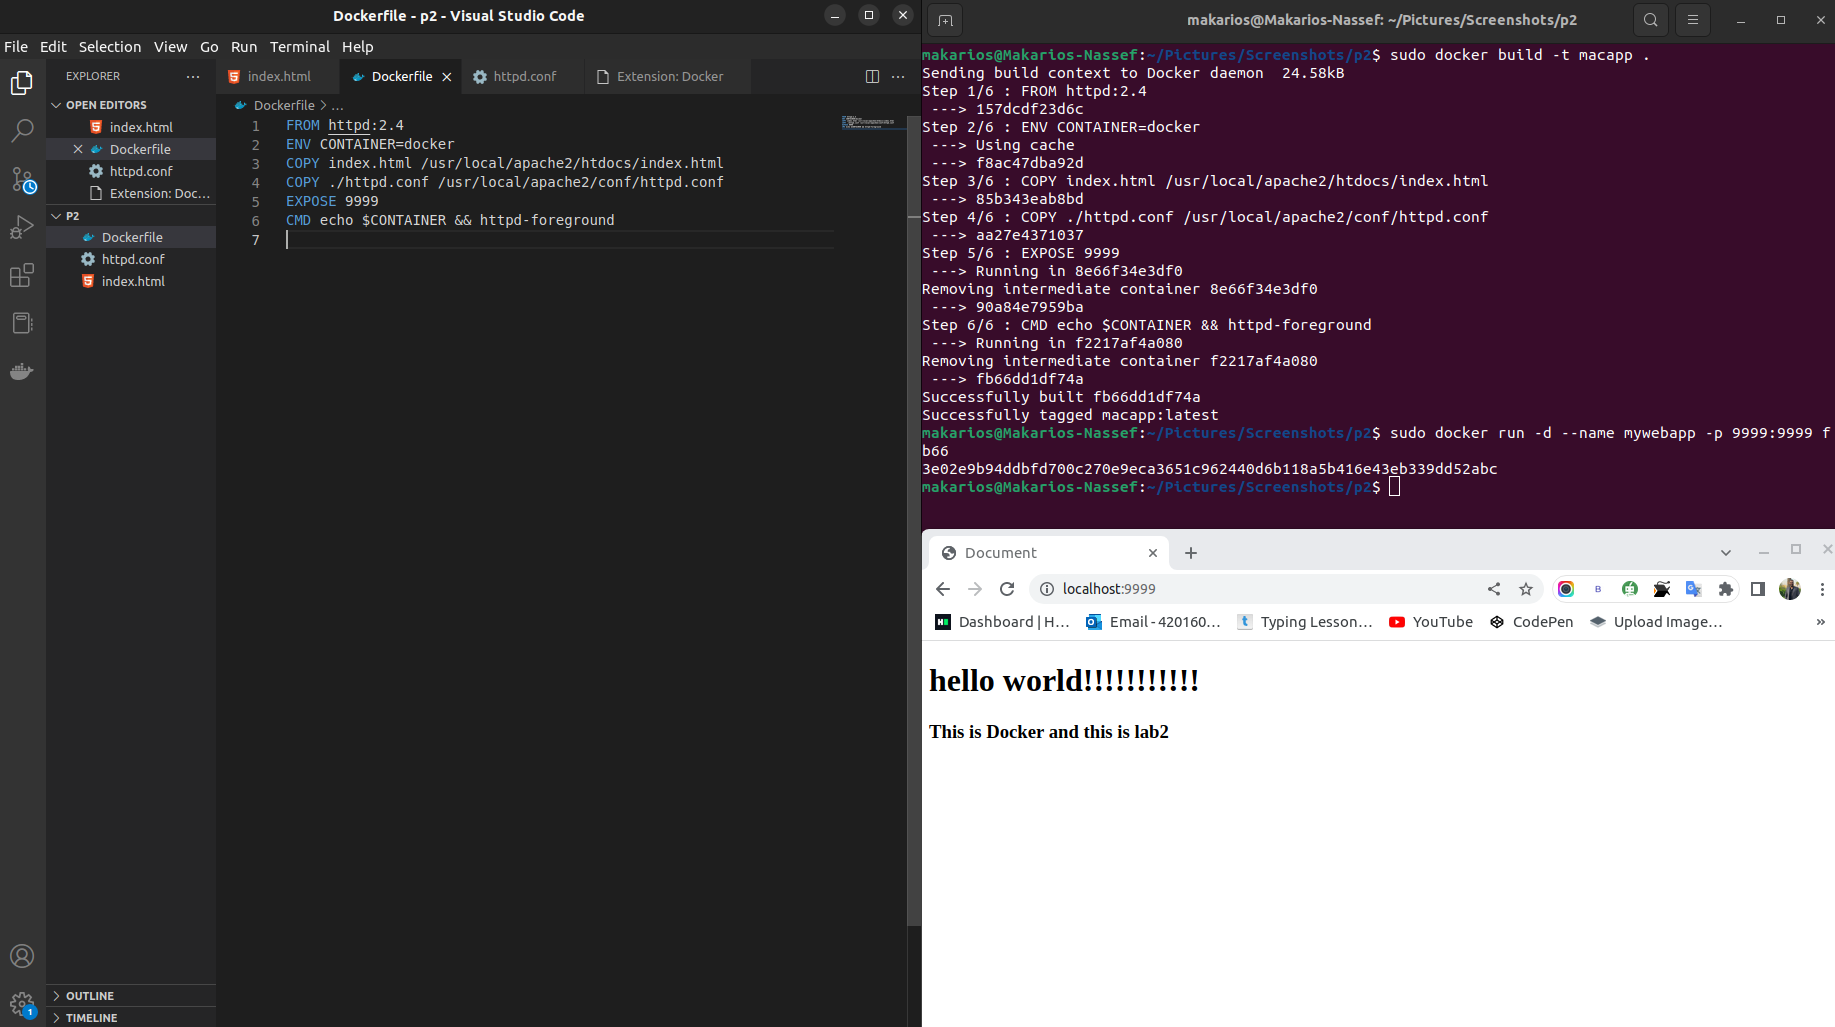 Dockerfile - p2 - Visual Studio Code
File Edit Selection View Go Run Terminal Help
EXPLORER
OPEN EDITORS
index.html
Dockerfile
httpd.conf
Extension: Doc...
P2
Dockerfile
httpd.conf
index.html
OUTLINE
1
TIMELINE
index.html Dockerfile httpd.conf Extension: Docker
Dockerfile > ...
1 FROM httpd:2.4
2 ENV CONTAINER=docker
3 COPY index.html /usr/local/apache2/htdocs/index.html
4 COPY ./httpd.conf /usr/local/apache2/conf/httpd.conf
5 EXPOSE 9999
6 CMD echo $CONTAINER && httpd-foreground
7
makarios@Makarios-Nassef: ~/Pictures/Screenshots/p2
makarios@Makarios-Nassef:~/Pictures/Screenshots/p2$ sudo docker build -t macapp .
Sending build context to Docker daemon  24.58kB
Step 1/6 : FROM httpd:2.4
 ---> 157dcdf23d6c
Step 2/6 : ENV CONTAINER=docker
 ---> Using cache
 ---> f8ac47dba92d
Step 3/6 : COPY index.html /usr/local/apache2/htdocs/index.html
 ---> 85b343eab8bd
Step 4/6 : COPY ./httpd.conf /usr/local/apache2/conf/httpd.conf
 ---> aa27e4371037
Step 5/6 : EXPOSE 9999
 ---> Running in 8e66f34e3df0
Removing intermediate container 8e66f34e3df0
 ---> 90a84e7959ba
Step 6/6 : CMD echo $CONTAINER && httpd-foreground
 ---> Running in f2217af4a080
Removing intermediate container f2217af4a080
 ---> fb66dd1df74a
Successfully built fb66dd1df74a
Successfully tagged macapp:latest
makarios@Makarios-Nassef:~/Pictures/Screenshots/p2$ sudo docker run -d --name mywebapp -p 9999:9999 f
b66
3e02e9b94ddbfd700c270e9eca3651c962440d6b118a5b416e43eb339dd52abc
makarios@Makarios-Nassef:~/Pictures/Screenshots/p2$
Document
localhost:9999
Dashboard | H... Email - 420160... Typing Lesson... YouTube CodePen Upload Image... »
hello world!!!!!!!!!!!
This is Docker and this is lab2